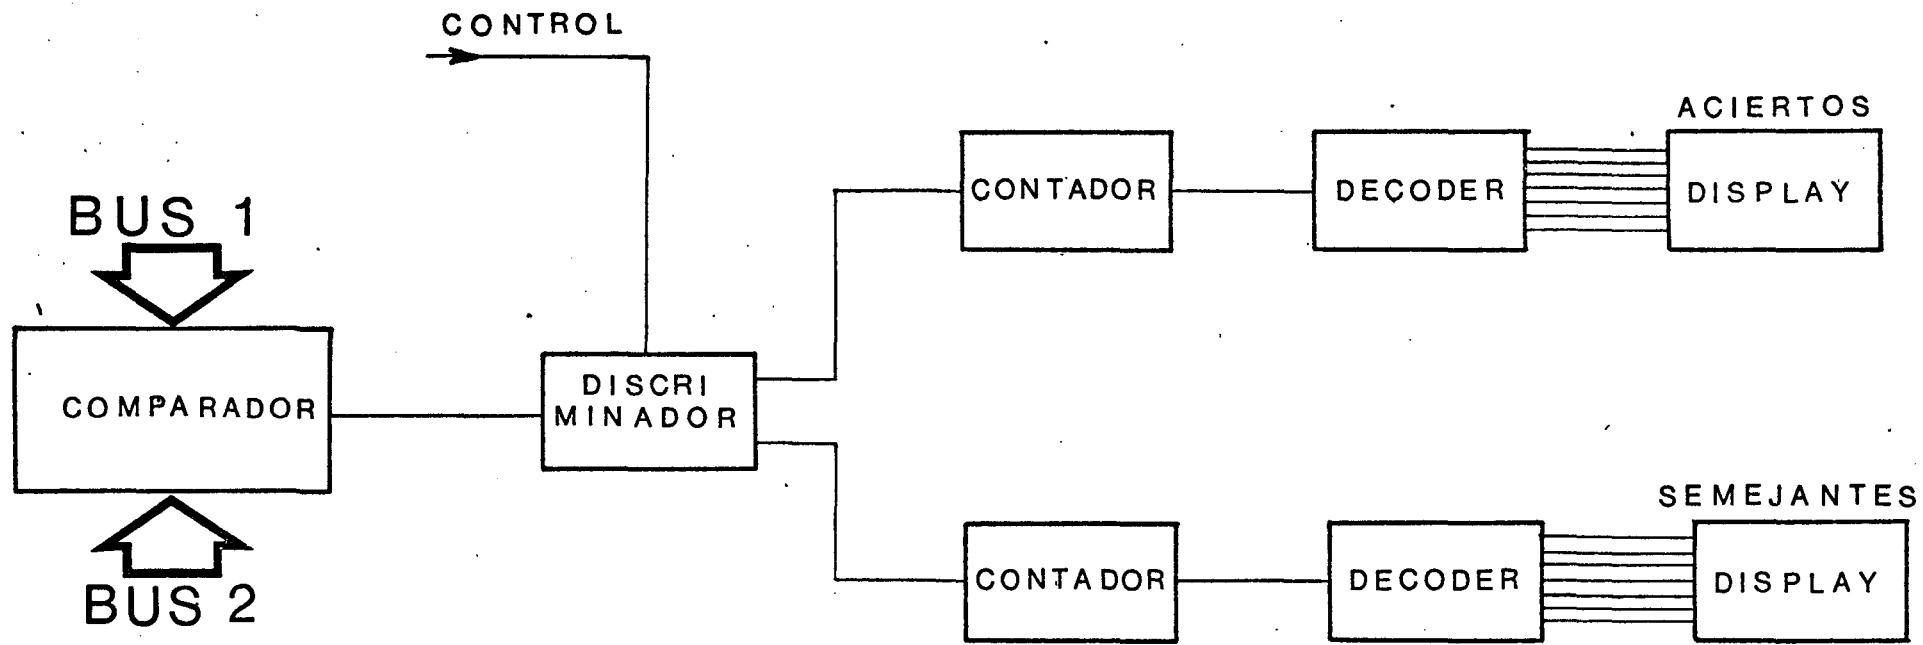 CONTROL
ACIERTOS
CONTADOR
DECODER
DISPLAY
BUS 1
COMPARADOR
DISCRI
MINADOR
BUS 2
SEMEJANTES
CONTADOR
DECODER
DISPLAY